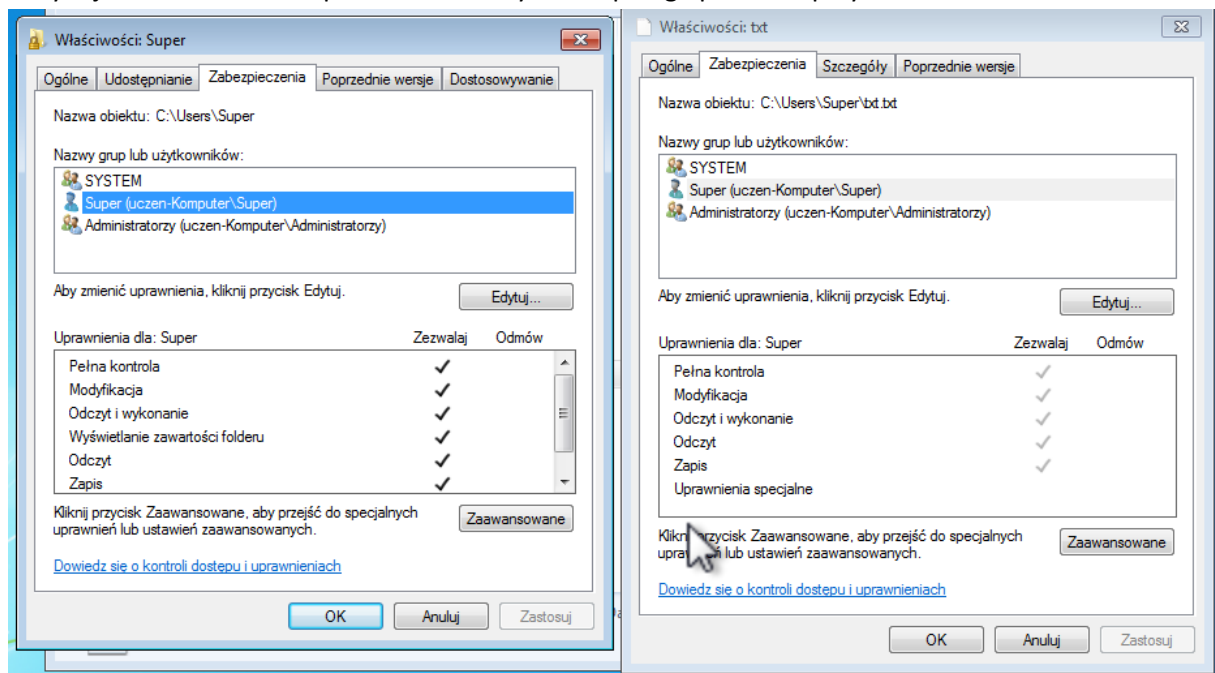 Właściwości: Super
Ogólne Udostępnianie Zabezpieczenia Poprzednie wersje Dostosowywanie
Nazwa obiektu: C:\Users\Super
Nazwy grup lub użytkowników:
SYSTEM
Super (uczen-Komputer\Super)
Administratorzy (uczen-Komputer\Administratorzy)
Aby zmienić uprawnienia, kliknij przycisk Edytuj.
Edytuj...
Uprawnienia dla: Super Zezwalaj Odmów
Pełna kontrola
Modyfikacja
Odczyt i wykonanie
Wyświetlanie zawartości folderu
Odczyt
Zapis
Kliknij przycisk Zaawansowane, aby przejść do specjalnych
uprawnień lub ustawień zaawansowanych.
Zaawansowane
Dowiedz się o kontroli dostępu i uprawnieniach
OK Anuluj Zastosuj
Właściwości: txt
Ogólne Zabezpieczenia Szczegóły Poprzednie wersje
Nazwa obiektu: C:\Users\Super\txt.txt
Nazwy grup lub użytkowników:
SYSTEM
Super (uczen-Komputer\Super)
Administratorzy (uczen-Komputer\Administratorzy)
Aby zmienić uprawnienia, kliknij przycisk Edytuj.
Edytuj...
Uprawnienia dla: Super Zezwalaj Odmów
Pełna kontrola
Modyfikacja
Odczyt i wykonanie
Odczyt
Zapis
Uprawnienia specjalne
przycisk Zaawansowane, aby przejść do specjalnych
lub ustawień zaawansowanych.
Zaawansowane
Dowiedz się o kontroli dostępu i uprawnieniach
OK Anuluj Zastosuj